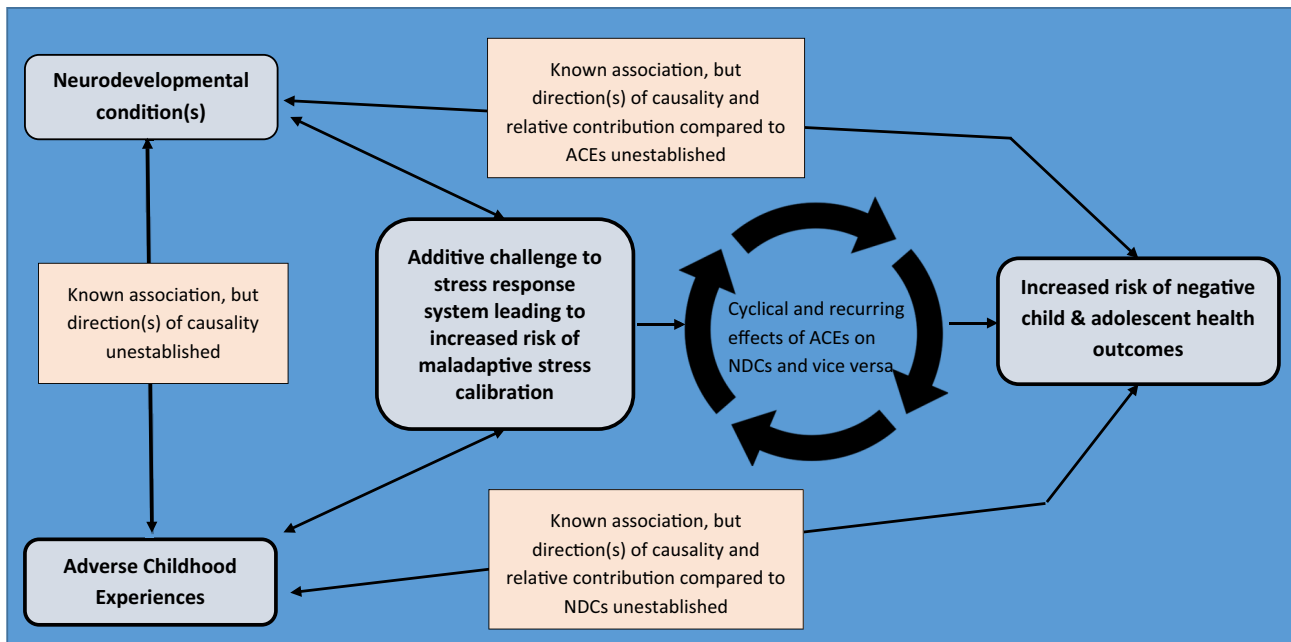 Neurodevelopmental
condition(s)
Known association, but
direction(s) of causality and
relative contribution compared to
ACEs unestablished
Known association, but
direction(s) of causality
unestablished
Additive challenge to
stress response
system leading to
increased risk of
maladaptive stress
calibration
Cyclical and recurring
effects of ACEs on
NDCs and vice versa
Increased risk of negative
child & adolescent health
outcomes
Adverse Childhood
Experiences
Known association, but
direction(s) of causality and
relative contribution compared to
NDCs unestablished